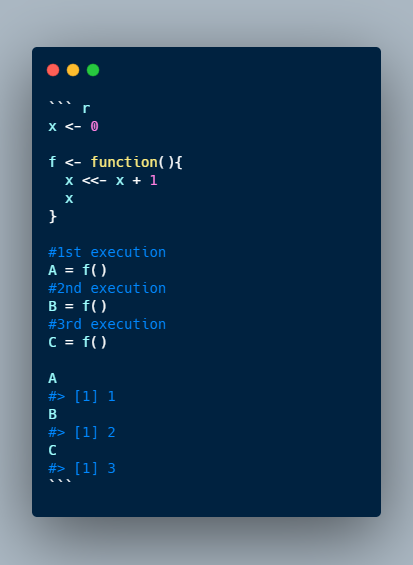 ``` r
x <- 0
f <- function(){
  x <<- x + 1
  x
}
#1st execution
A = f()
#2nd execution
B = f()
#3rd execution
C = f()
A
#> [1] 1
B
#> [1] 2
C
#> [1] 3
```